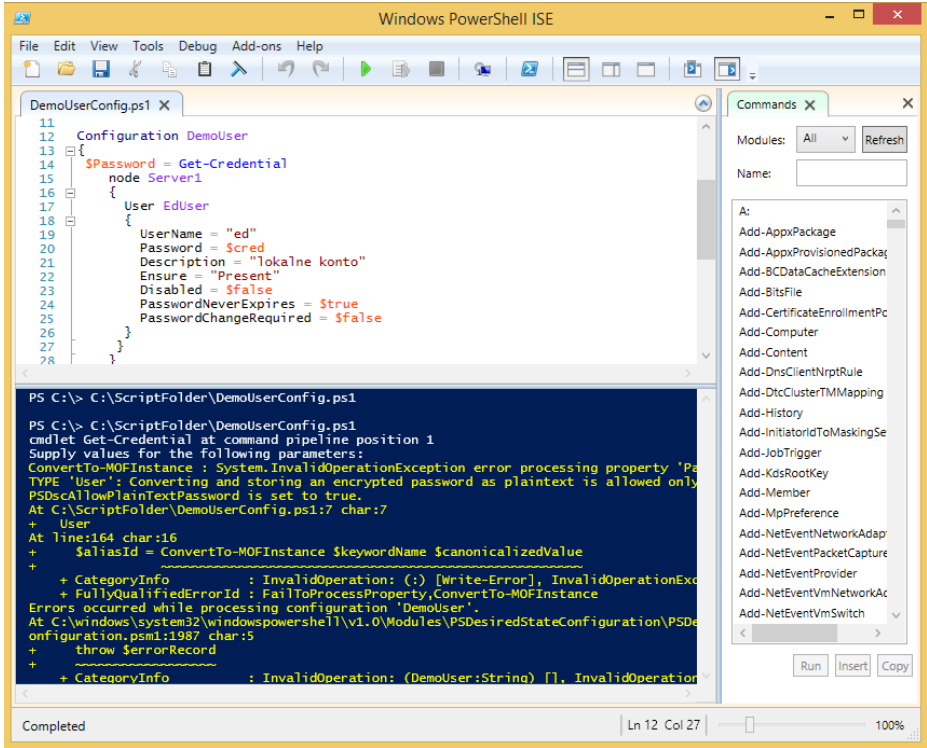 Windows PowerShell ISE
File Edit View Tools Debug Add-ons Help
DemoUserConfig.ps1
11
12 Configuration DemoUser
13 {
14 $Password = Get-Credential
15 node Server1
16 {
17 User EdUser
18 {
19 UserName = "ed"
20 Password = $cred
21 Description = "lokalne konto"
22 Ensure = "Present"
23 Disabled = $false
24 PasswordNeverExpires = $true
25 PasswordChangeRequired = $false
26 }
27 }
28 }
PS C:\> C:\ScriptFolder\DemoUserConfig.ps1
PS C:\> C:\ScriptFolder\DemoUserConfig.ps1
cmdlet Get-Credential at command pipeline position 1
Supply values for the following parameters:
ConvertTo-MOFInstance : System.InvalidOperationException error processing property 'Pa
TYPE 'User': Converting and storing an encrypted password as plaintext is allowed only
PSDscAllowPlainTextPassword is set to true.
At C:\ScriptFolder\DemoUserConfig.ps1:7 char:7
+ User
At line:164 char:16
+ $aliasId = ConvertTo-MOFInstance $keywordName $canonicalizedValue
+ ~~~~~~~~~~~~~~~~~~~~~~~~~~~~~~~~~~~~~~~~~~~~~~~~~~~~~~
+ CategoryInfo : InvalidOperation: (:) [Write-Error], InvalidOperationExc
+ FullyQualifiedErrorId : FailToProcessProperty,ConvertTo-MOFInstance
Errors occurred while processing configuration 'DemoUser'.
At C:\windows\system32\windowspowershell\v1.0\Modules\PSDesiredStateConfiguration\PSDe
onfiguration.psm1:1987 char:5
+ throw $errorRecord
+ ~~~~~~~~~~~~~~~~~~
+ CategoryInfo : InvalidOperation: (DemoUser:String) [], InvalidOperation
Commands
Modules: All Refresh
Name:
A:
Add-AppxPackage
Add-AppxProvisionedPackag
Add-BCDataCacheExtension
Add-BitsFile
Add-CertificateEnrollmentPo
Add-Computer
Add-Content
Add-DnsClientNrptRule
Add-DtcClusterTMMapping
Add-History
Add-InitiatorIdToMaskingSe
Add-JobTrigger
Add-KdsRootKey
Add-Member
Add-MpPreference
Add-NetEventNetworkAdap
Add-NetEventPacketCapture
Add-NetEventProvider
Add-NetEventVmNetworkAc
Add-NetEventVmSwitch
Run Insert Copy
Completed
Ln 12 Col 27
100%